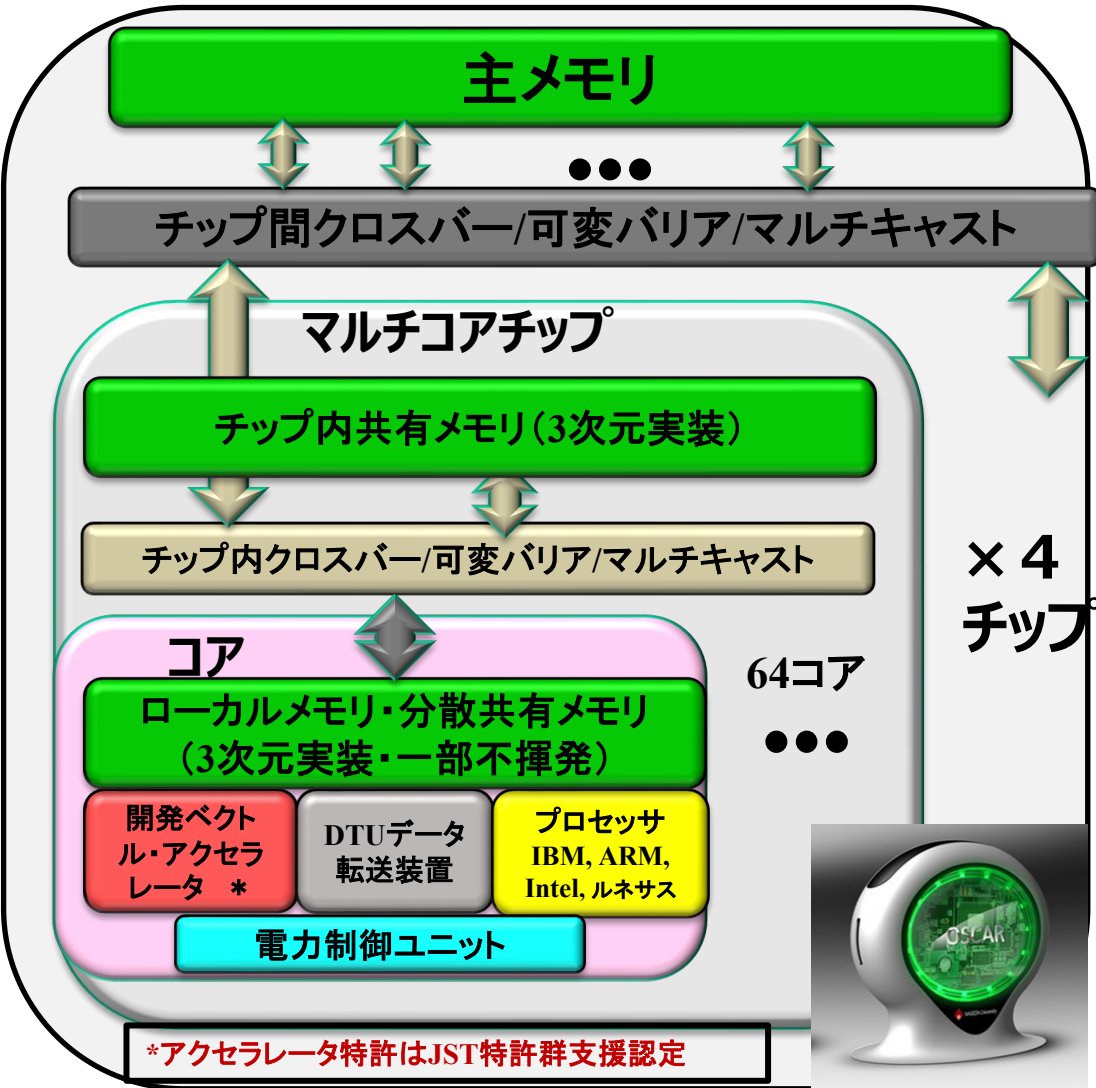 主メモリ
•••
チップ間クロスバー/可変バリア/マルチキャスト
マルチコアチップ
チップ内共有メモリ(3次元実装)
チップ内クロスバー/可変バリア/マルチキャスト
×4
チップ
コア
64コア
•••
ローカルメモリ・分散共有メモリ
(3次元実装・一部不揮発)
開発ベクト
ル・アクセラ
レータ *
DTUデータ
転送装置
プロセッサ
IBM, ARM,
Intel, ルネサス
電力制御ユニット
OSCAR
WASEDA University
*アクセラレータ特許はJST特許群支援認定